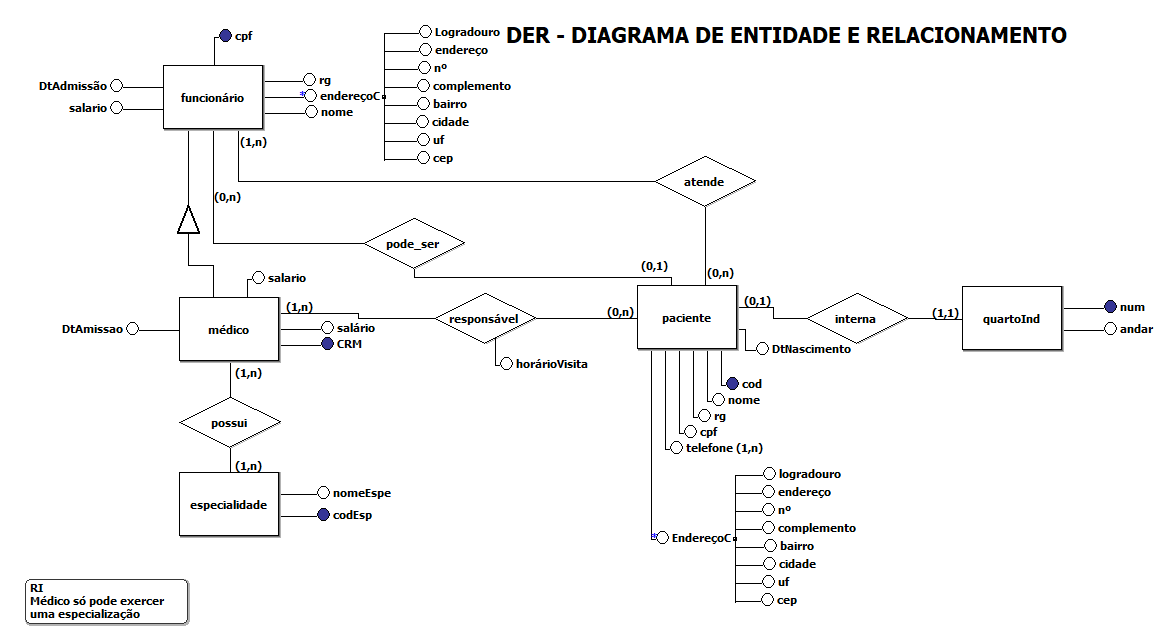 DER - DIAGRAMA DE ENTIDADE E RELACIONAMENTO
cpf
DtAdmissão
salario
funcionário
rg
* endereçoC
nome
Logradouro
endereço
nº
complemento
bairro
cidade
uf
cep
(1,n)
(0,n)
atende
pode_ser
(0,1)
(0,n)
salario
DtAmissao
médico
(1,n)
salário
CRM
responsável
horárioVisita
(0,n)
paciente
(0,1)
interna
(1,1)
quartoInd
num
andar
DtNascimento
cod
nome
rg
cpf
telefone (1,n)
(1,n)
possui
(1,n)
especialidade
nomeEspe
codEsp
* EndereçoC
logradouro
endereço
nº
complemento
bairro
cidade
uf
cep
RI
Médico só pode exercer
uma especialização